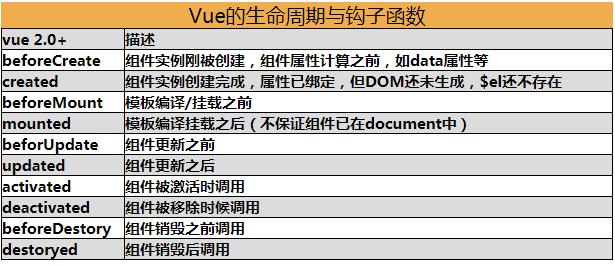 Vue的生命周期与钩子函数
vue 2.0+ 描述
beforeCreate 组件实例刚被创建，组件属性计算之前，如data属性等
created 组件实例创建完成，属性已绑定，但DOM还未生成，$el还不存在
beforeMount 模板编译/挂载之前
mounted 模板编译挂载之后（不保证组件已在document中）
beforUpdate 组件更新之前
updated 组件更新之后
activated 组件被激活时调用
deactivated 组件被移除时候调用
beforeDestory 组件销毁之前调用
destoryed 组件销毁后调用